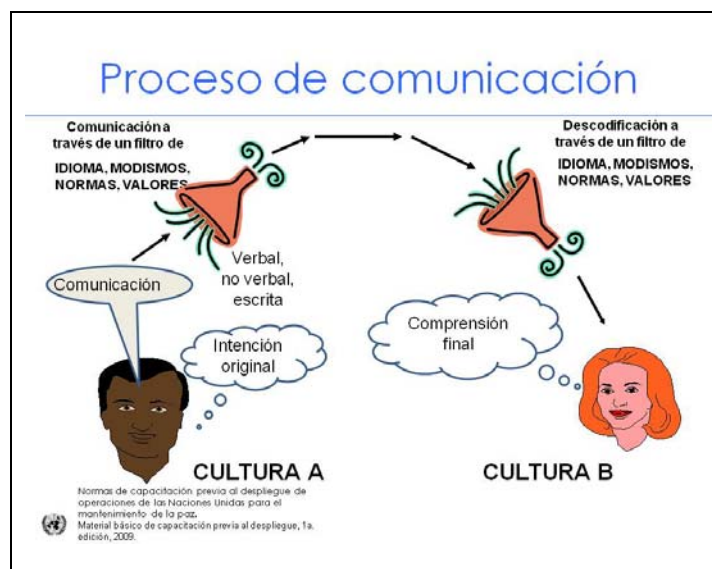 Proceso de comunicación
Comunicación a
través de un filtro de
IDIOMA, MODISMOS,
NORMAS, VALORES
Descodificación a
través de un filtro de
IDIOMA, MODISMOS,
NORMAS, VALORES
Verbal,
no verbal,
escrita
Comunicación
Intención
original
Comprensión
final
CULTURA A
CULTURA B
Normas de capacitación previa al despliegue de
operaciones de las Naciones Unidas para el
mantenimiento de la paz.
Material básico de capacitación previa al despliegue, 1a.
edición, 2009.